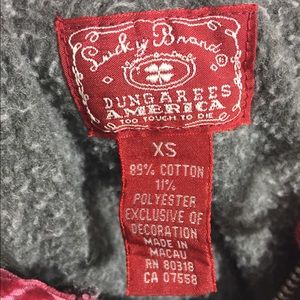 Lucky Brand
®
DUNGAREES
AMERICA
TOO TOUGH TO DIE
XS
89% COTTON
11%
POLYESTER
EXCLUSIVE OF
DECORATION
MADE IN
MACAU
RN 80318
CA 07558